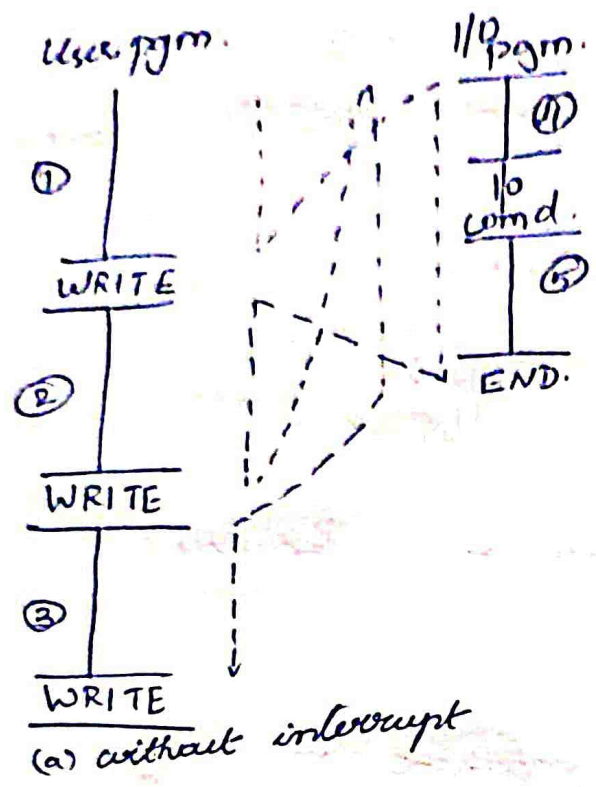 User pgm.
①
WRITE
②
WRITE
③
WRITE
I/O pgm.
④
I/O
comd.
⑤
END.
(a) without interrupt